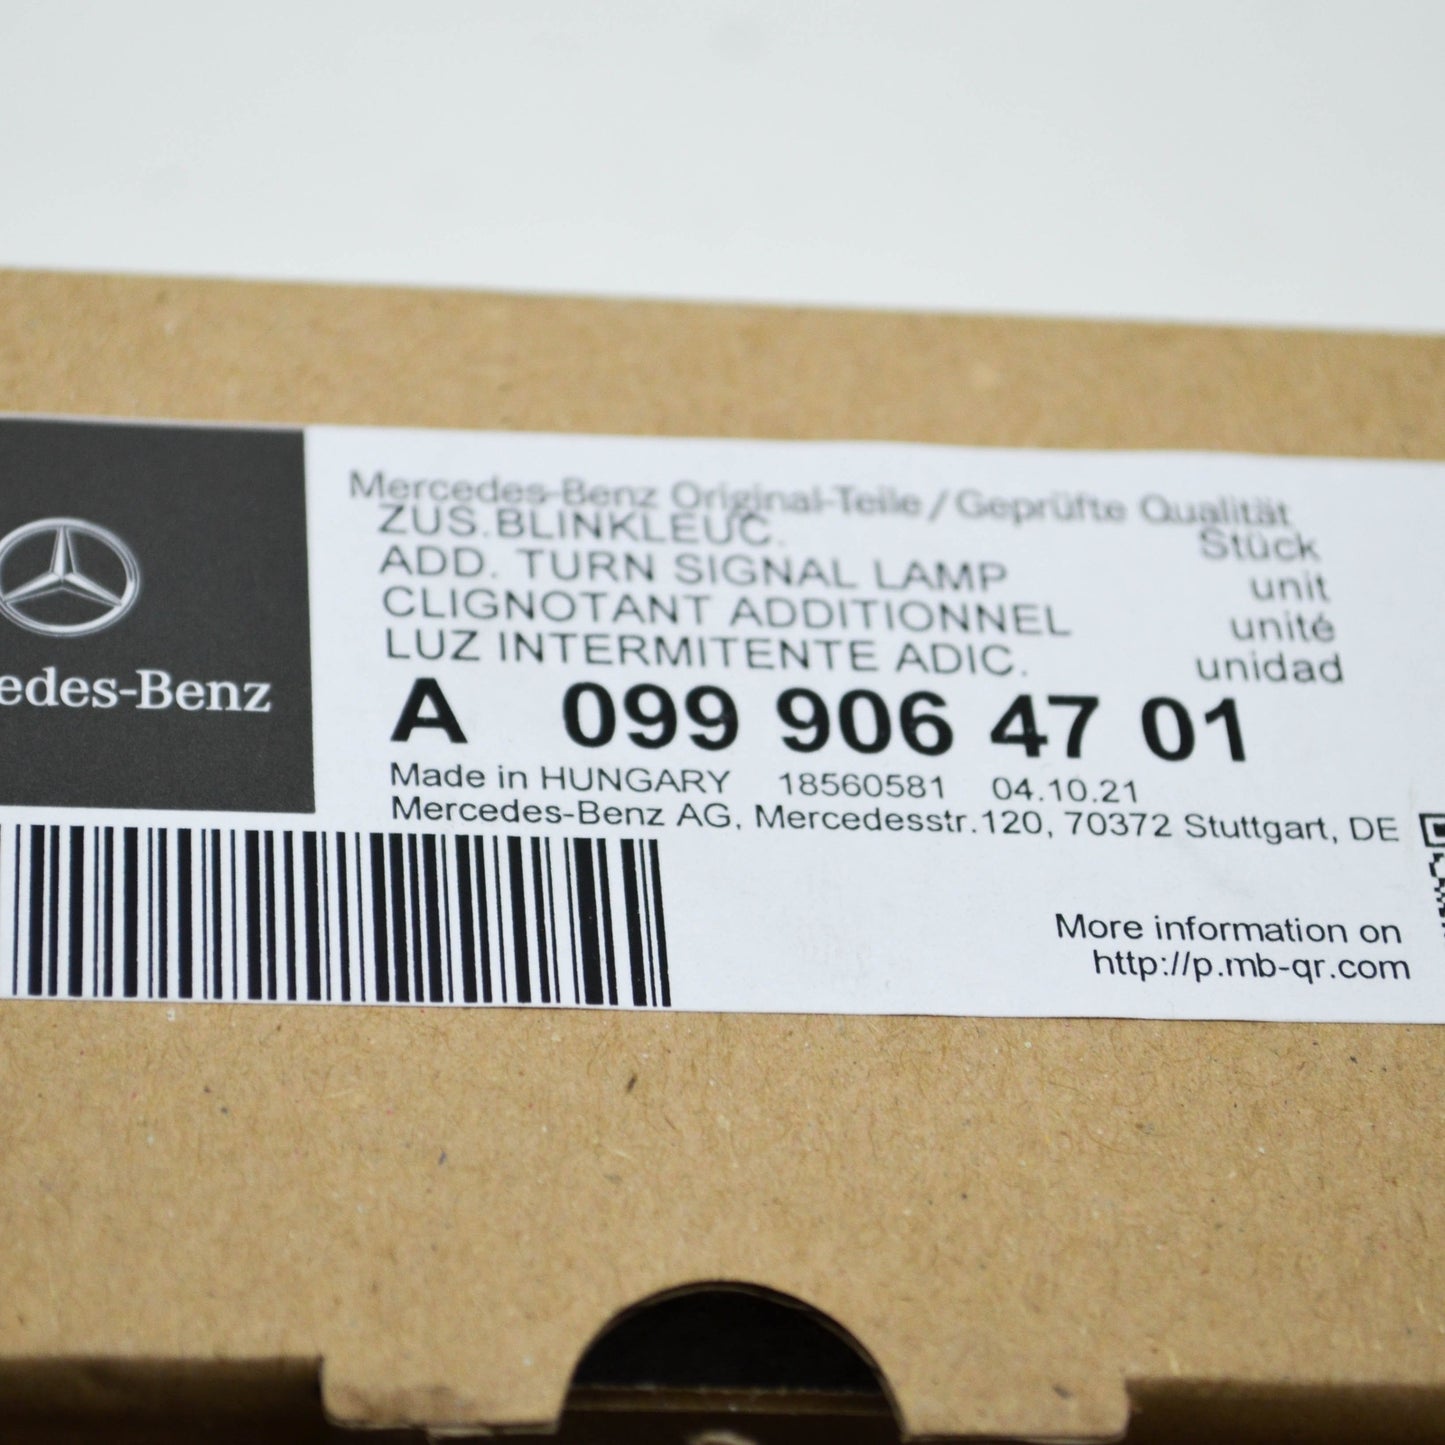 edes-Benz
Mercedes-Benz Original-Teile / Geprüfte Qualität
ZUS.BLINKLEUC. Stück
ADD. TURN SIGNAL LAMP unit
CLIGNOTANT ADDITIONNEL unité
LUZ INTERMITENTE ADIC. unidad
A 099 906 47 01
Made in HUNGARY 18560581 04.10.21
Mercedes-Benz AG, Mercedesstr.120, 70372 Stuttgart, DE
More information on
http://p.mb-qr.com